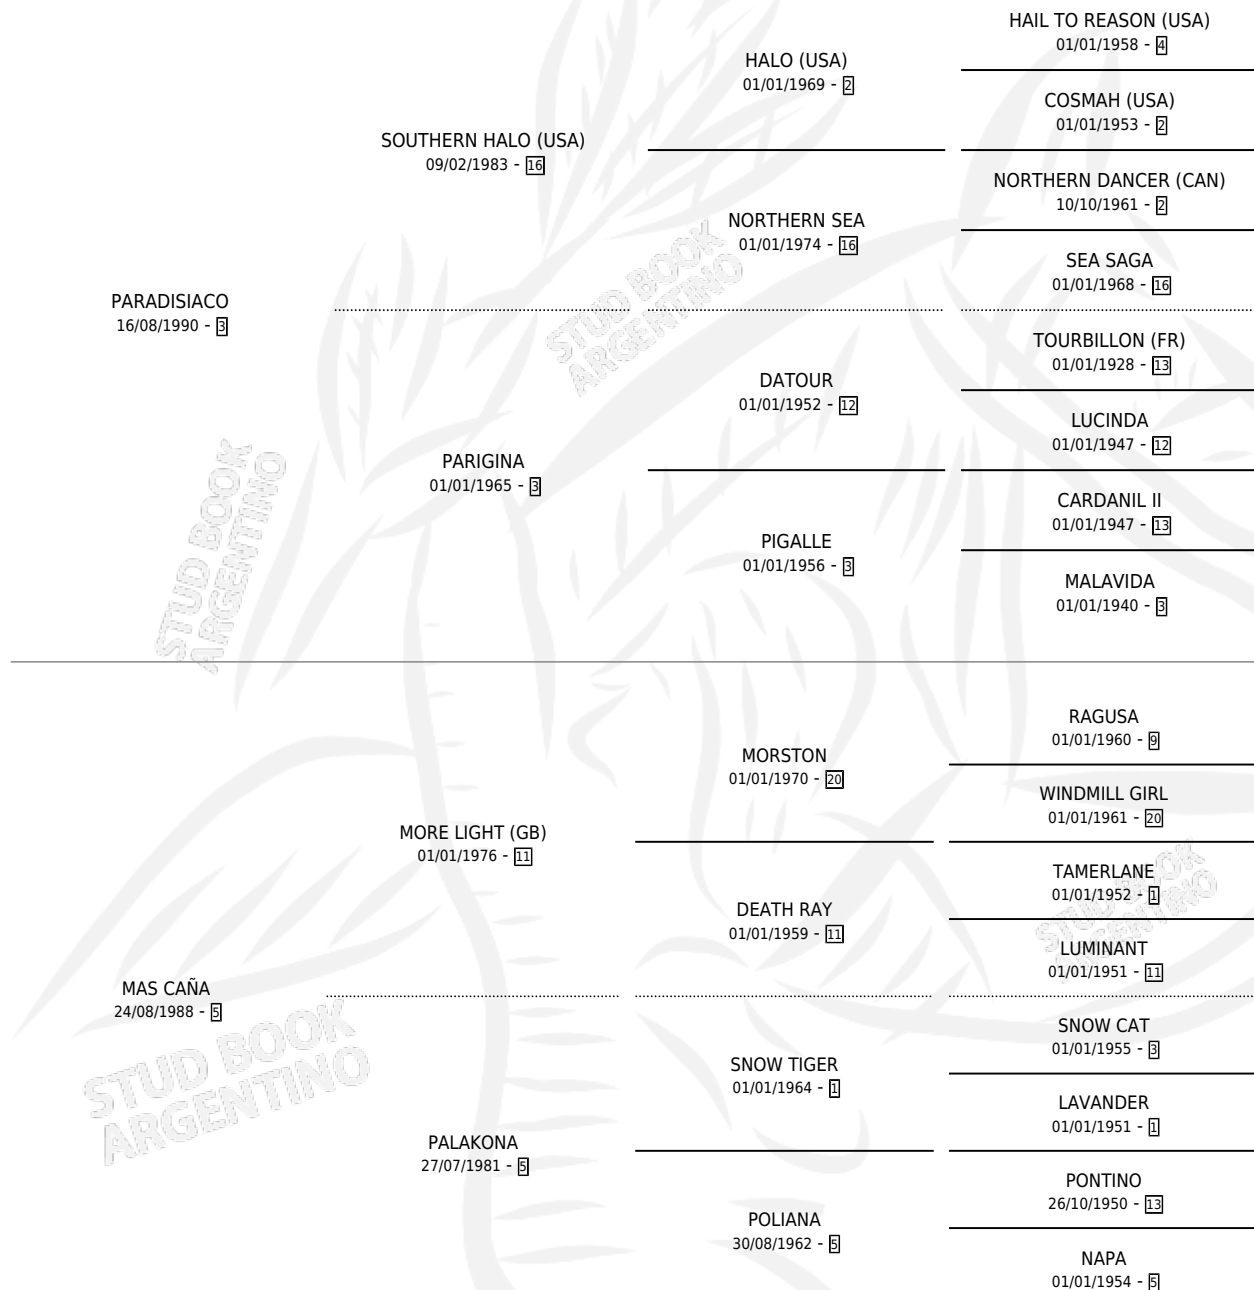 HAIL TO REASON (USA)
01/01/1958 - 4
HALO (USA)
01/01/1969 - 2
COSMAH (USA)
01/01/1953 - 2
SOUTHERN HALO (USA)
09/02/1983 - 16
NORTHERN DANCER (CAN)
10/10/1961 - 2
NORTHERN SEA
01/01/1974 - 16
SEA SAGA
01/01/1968 - 16
PARADISIACO
16/08/1990 - 3
STUD BOOK
ARGENTINO
TOURBILLON (FR)
01/01/1928 - 13
DATOUR
01/01/1952 - 12
LUCINDA
01/01/1947 - 12
PARIGINA
01/01/1965 - 3
CARDANIL II
01/01/1947 - 13
PIGALLE
01/01/1956 - 3
MALAVIDA
01/01/1940 - 3
STUD BOOK
ARGENTINO
RAGUSA
01/01/1960 - 9
MORSTON
01/01/1970 - 20
WINDMILL GIRL
01/01/1961 - 20
MORE LIGHT (GB)
01/01/1976 - 11
TAMERLANE
01/01/1952 - 1
DEATH RAY
01/01/1959 - 11
STUD BOOK
ARGENTINO
LUMINANT
01/01/1951 - 11
MAS CAÑA
24/08/1988 - 5
STUD BOOK
ARGENTINO
SNOW CAT
01/01/1955 - 3
SNOW TIGER
01/01/1964 - 1
LAVANDER
01/01/1951 - 1
PALAKONA
27/07/1981 - 5
PONTINO
26/10/1950 - 13
POLIANA
30/08/1962 - 5
NAPA
01/01/1954 - 5